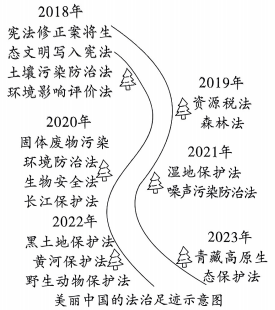 2018年
宪法修正案将生
态文明写入宪法
土壤污染防治法
环境影响评价法
2019年
资源税法
森林法
2020年
固体废物污染
环境防治法
生物安全法
长江保护法
2021年
湿地保护法
噪声污染防治法
2022年
黑土地保护法
黄河保护法
野生动物保护法
2023年
青藏高原生
态保护法
美丽中国的法治足迹示意图